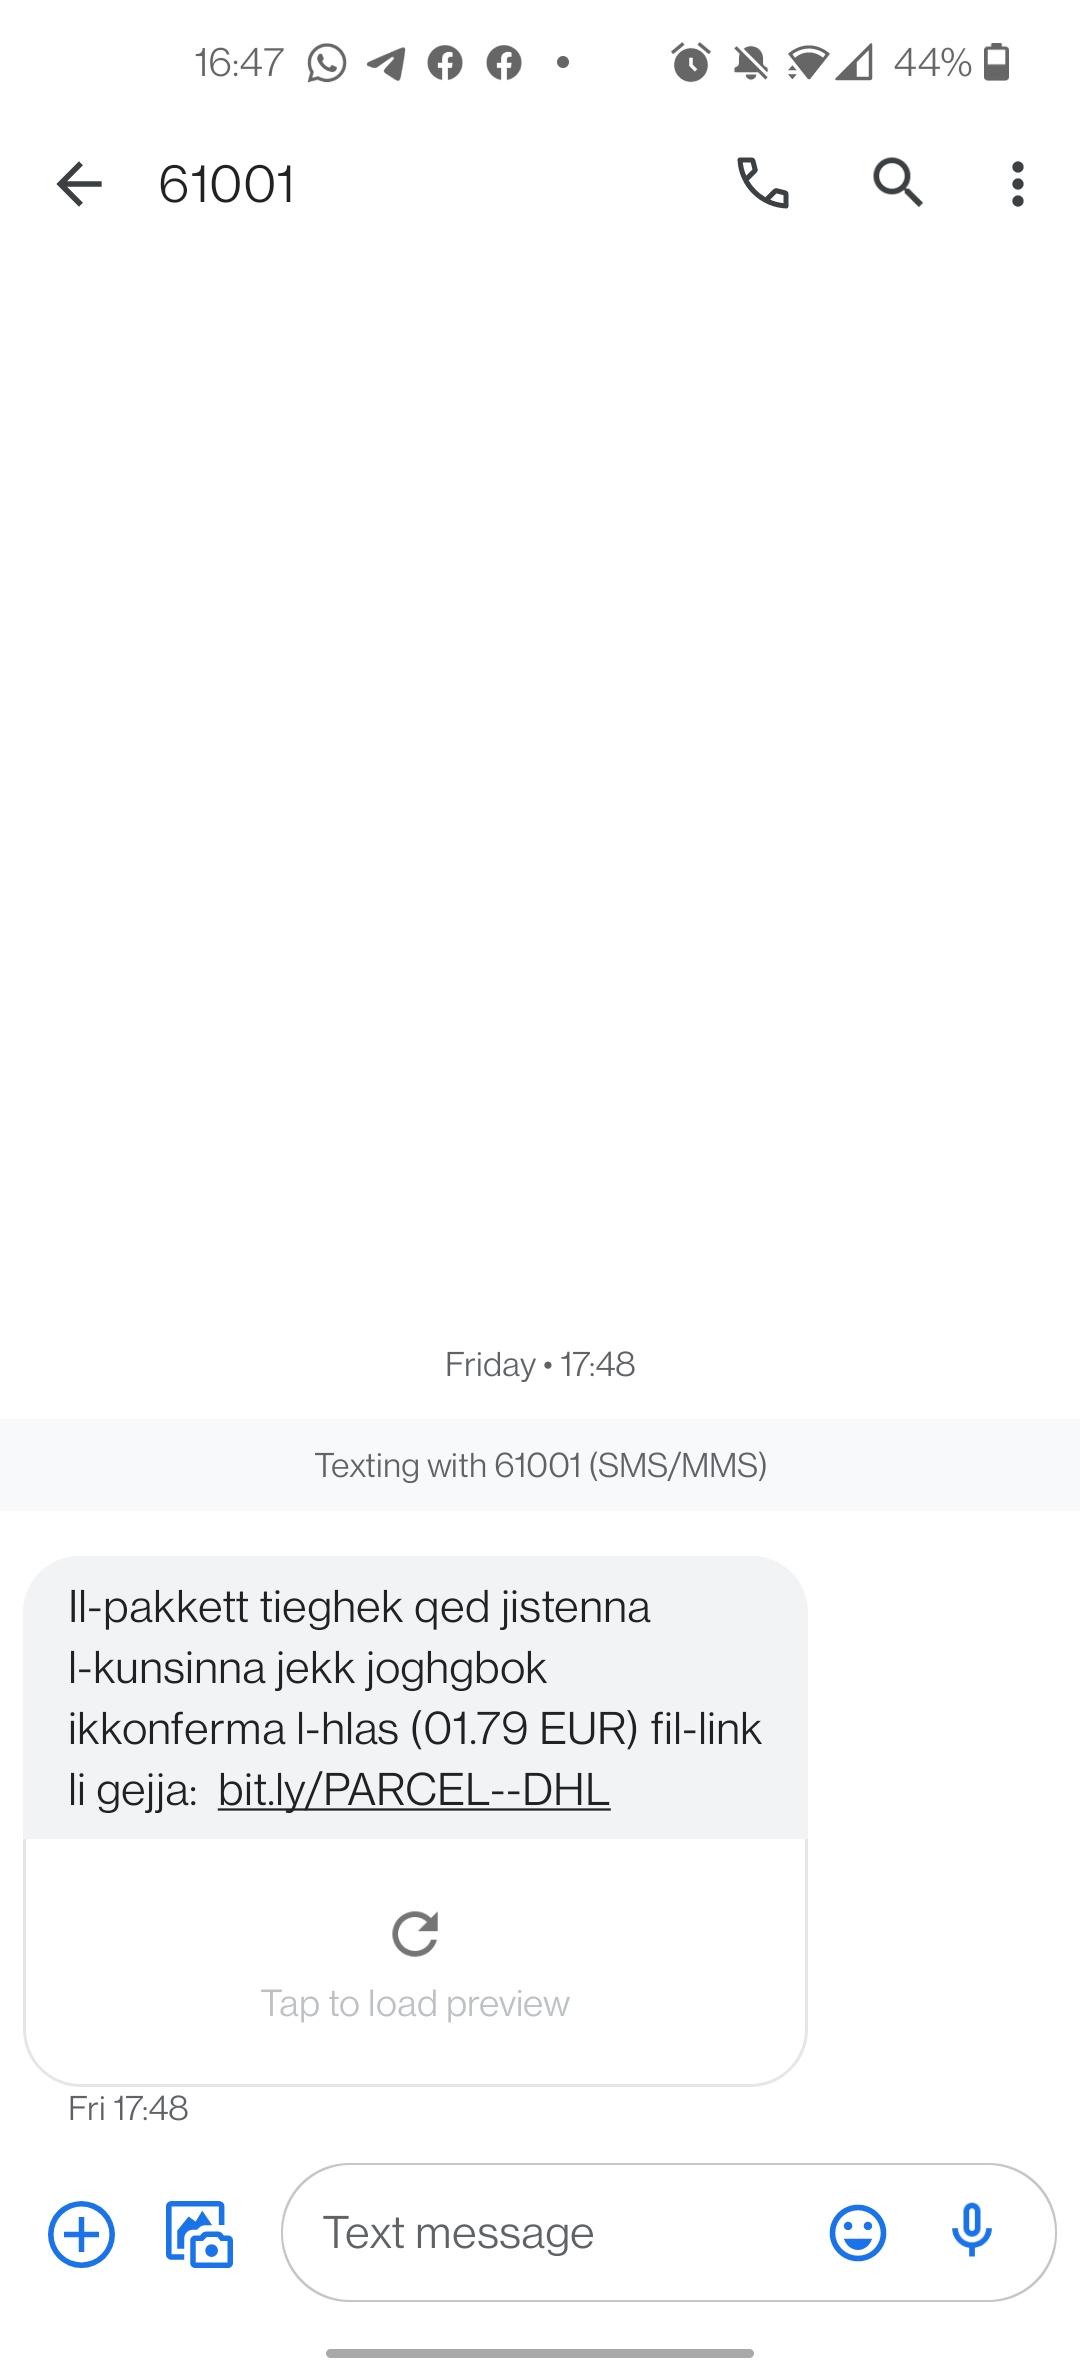 16:47
44%
61001
Friday • 17:48
Texting with 61001 (SMS/MMS)
Il-pakkett tieghek qed jistenna
l-kunsinna jekk joghgbok
ikkonferma l-hlas (01.79 EUR) fil-link
li gejja:  bit.ly/PARCEL--DHL
Tap to load preview
Fri 17:48
Text message